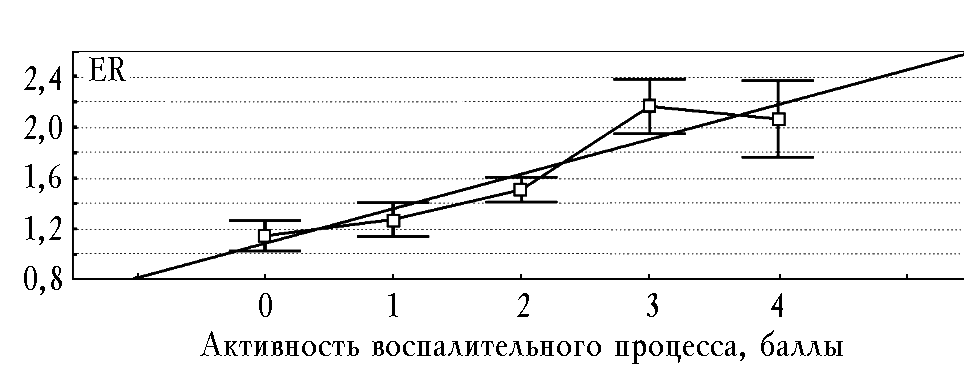 ER
2,4
2,0
1,6
1,2
0,8
0 1 2 3 4
Активность воспалительного процесса, баллы